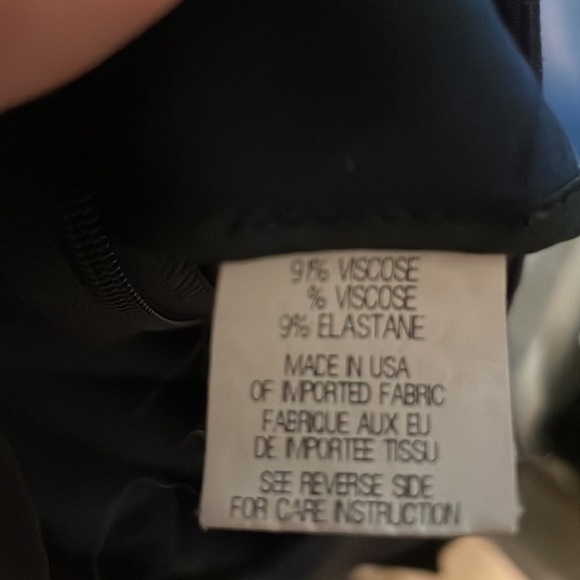 91% VISCOSE
% VISCOSE
9% ELASTANE
MADE IN USA
OF IMPORTED FABRIC
FABRIQUE AUX EU
DE IMPORTEE TISSU
SEE REVERSE SIDE
FOR CARE INSTRUCTION